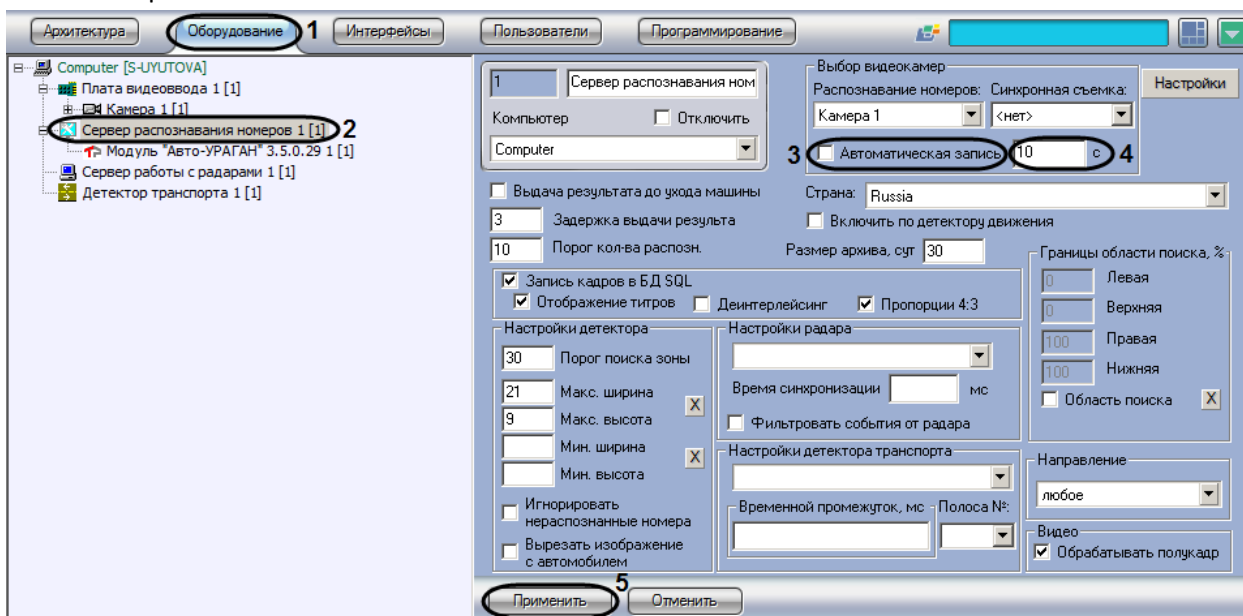 Архитектура Оборудование 1 Интерфейсы Пользователи Программирование
Computer [S-UYUTOVA]
Плата видеоввода 1 [1]
Камера 1 [1]
Сервер распознавания номеров 1 [1] 2
Модуль "Авто-УРАГАН" 3.5.0.29 1 [1]
Сервер работы с радарами 1 [1]
Детектор транспорта 1 [1]
1 Сервер распознавания ном
Компьютер Отключить
Computer
Выбор видеокамер
Распознавание номеров: Синхронная съемка:
Камера 1 <нет>
3 Автоматическая запись 10 с 4
Настройки
Выдача результата до ухода машины
3 Задержка выдачи результа
10 Порог кол-ва распозн.
Страна: Russia
Включить по детектору движения
Размер архива, сут 30
Запись кадров в БД SQL
Отображение титров Деинтерлейсинг Пропорции 4:3
Границы области поиска, %
0 Левая
0 Верхняя
100 Правая
100 Нижняя
Область поиска X
Настройки детектора
30 Порог поиска зоны
21 Макс. ширина
X
9 Макс. высота
Мин. ширина
X
Мин. высота
Игнорировать
нераспознанные номера
Вырезать изображение
с автомобилем
Настройки радара
Время синхронизации мс
Фильтровать события от радара
Настройки детектора транспорта
Временной промежуток, мс Полоса №:
Направление
любое
Видео
Обрабатывать полукадр
5
Применить Отменить